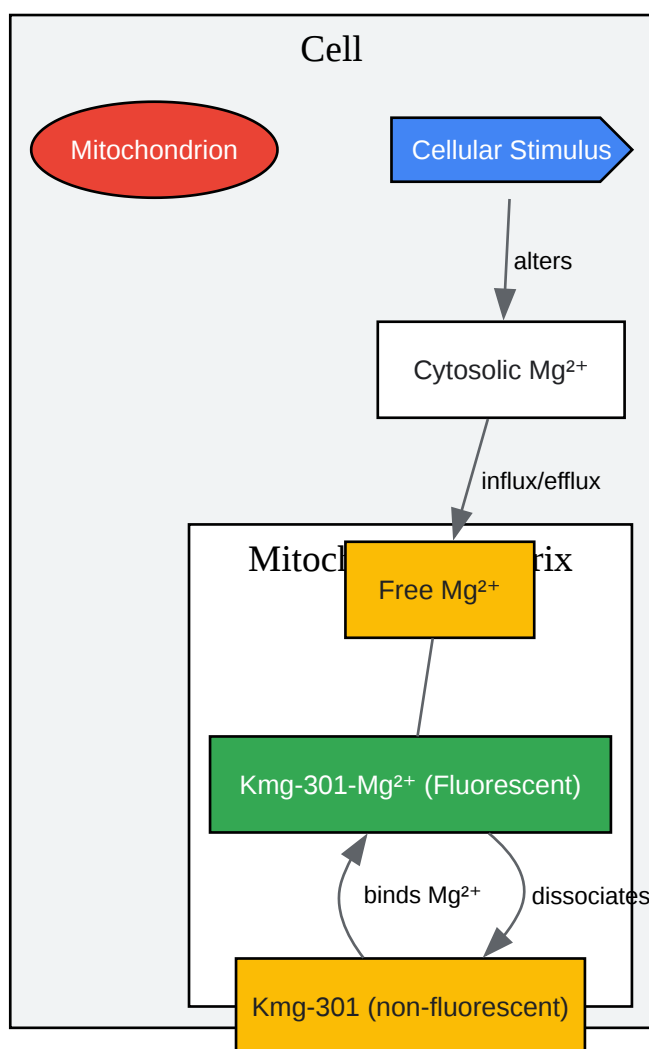 Cell
Mitochondrion
Cellular Stimulus
alters
Cytosolic Mg²⁺
influx/efflux
Free Mg²⁺
Kmg-301-Mg²⁺ (Fluorescent)
binds Mg²⁺
dissociates
Kmg-301 (non-fluorescent)